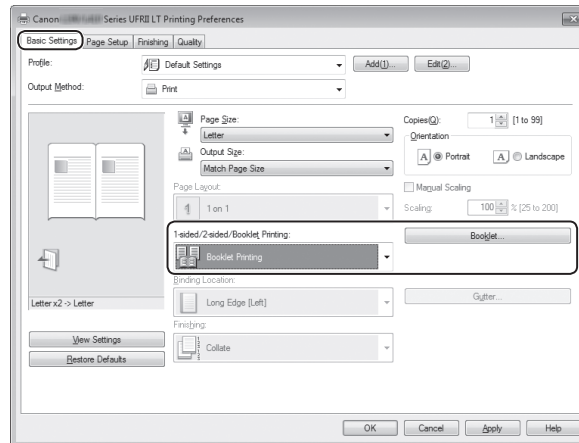 Canon Series UFRII LT Printing Preferences
Basic Settings Page Setup Finishing Quality
Profile: Default Settings Add(1)... Edit(2)...
Output Method: Print
Page Size:
Letter
Output Size:
Match Page Size
Copies(Q): 1 [1 to 99]
Orientation
A Portrait A Landscape
Page Layout:
1 on 1
Manual Scaling
Scaling: 100 % [25 to 200]
1-sided/2-sided/Booklet Printing:
Booklet Printing
Booklet...
Binding Location:
Long Edge [Left]
Gutter...
Letter x2 -> Letter
Finishing:
Collate
View Settings
Restore Defaults
OK Cancel Apply Help